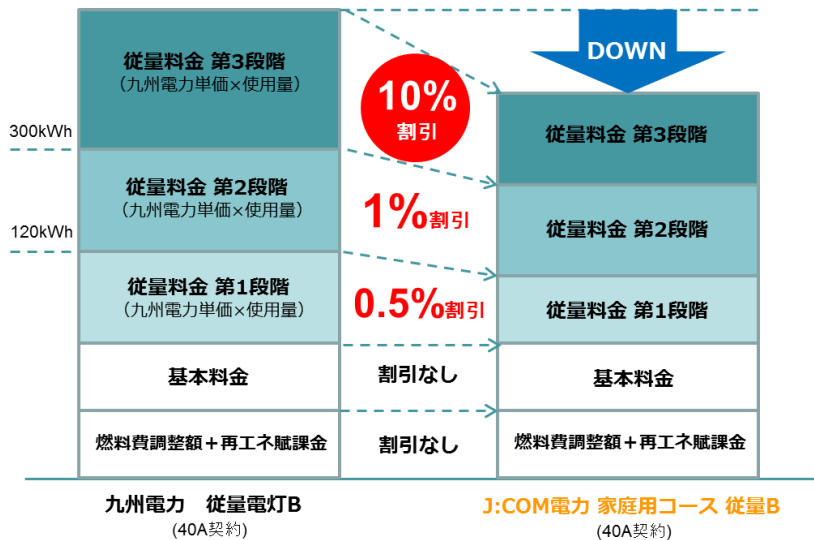 従量料金 第3段階
（九州電力単価×使用量）
300kWh
従量料金 第2段階
（九州電力単価×使用量）
120kWh
従量料金 第1段階
（九州電力単価×使用量）
基本料金
燃料費調整額＋再エネ賦課金
九州電力　従量電灯B
(40A契約)
10%
割引
1%割引
0.5%割引
割引なし
割引なし
DOWN
従量料金 第3段階
従量料金 第2段階
従量料金 第1段階
基本料金
燃料費調整額＋再エネ賦課金
J:COM電力 家庭用コース 従量B
(40A契約)